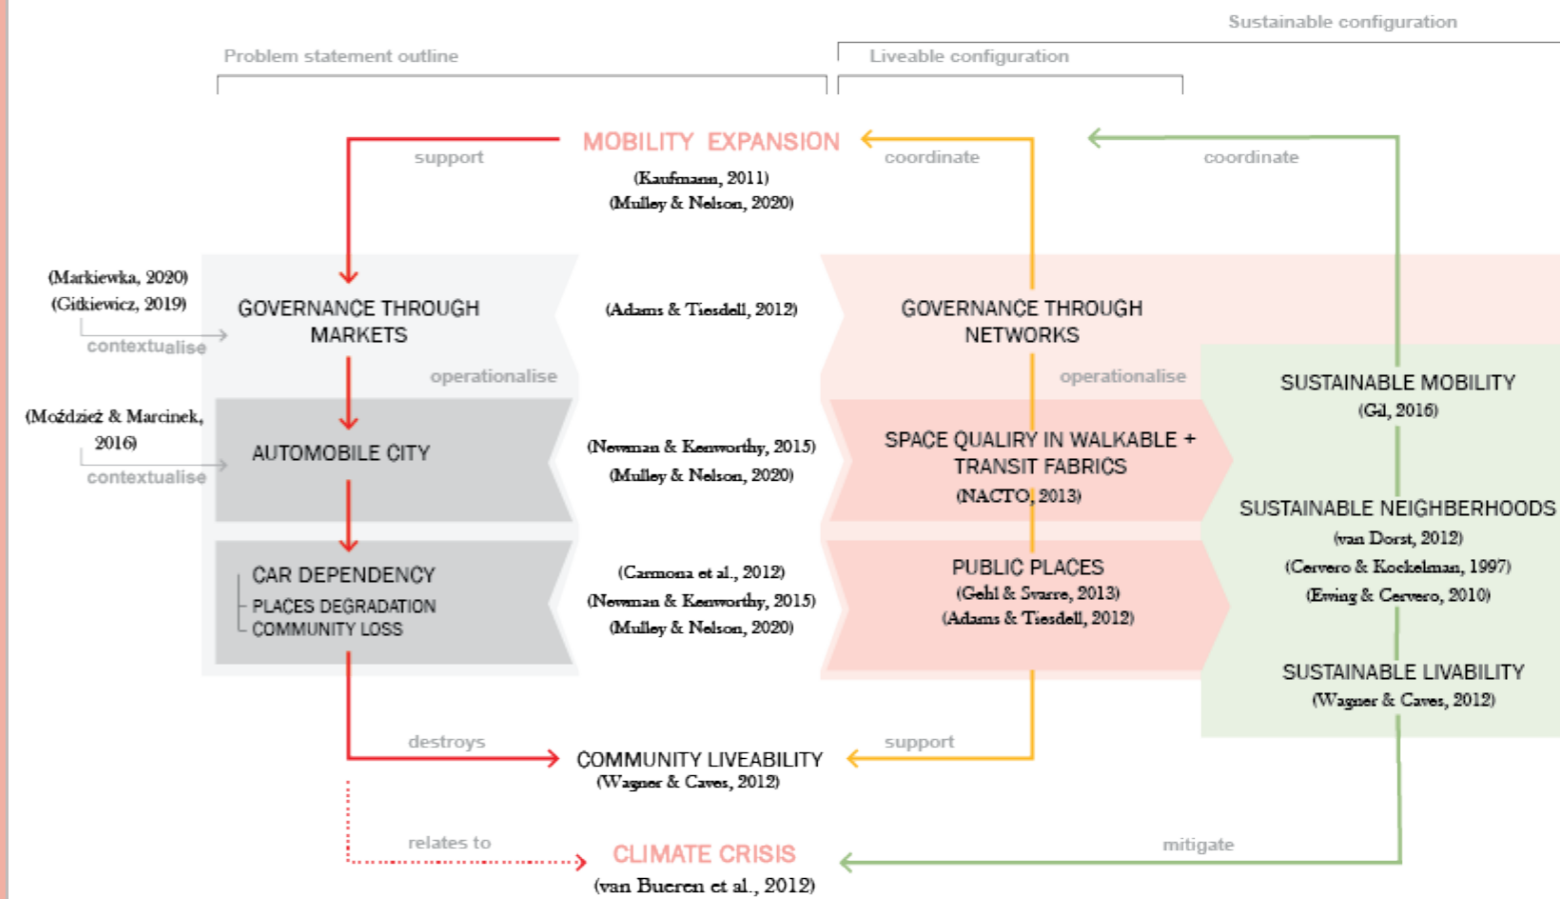 Sustainable configuration
Problem statement outline
Liveable configuration
MOBILITY EXPANSION
support
coordinate
coordinate
(Kaufmann, 2011)
(Mulley & Nelson, 2020)
(Markiewka, 2020)
(Gitkiewicz, 2019)
contextualise
GOVERNANCE THROUGH
MARKETS
(Adams & Tiesdell, 2012)
GOVERNANCE THROUGH
NETWORKS
operationalise
operationalise
SUSTAINABLE MOBILITY
(Gil, 2016)
(Moździeż & Marcinek,
2016)
contextualise
AUTOMOBILE CITY
(Newman & Kenworthy, 2015)
(Mulley & Nelson, 2020)
SPACE QUALIRY IN WALKABLE +
TRANSIT FABRICS
(NACTO, 2013)
SUSTAINABLE NEIGHBERHOODS
(van Dorst, 2012)
(Cervero & Kockelman, 1997)
(Ewing & Cervero, 2010)
CAR DEPENDENCY
PLACES DEGRADATION
COMMUNITY LOSS
(Carmona et al., 2012)
(Newman & Kenworthy, 2015)
(Mulley & Nelson, 2020)
PUBLIC PLACES
(Gehl & Svarre, 2013)
(Adams & Tiesdell, 2012)
SUSTAINABLE LIVABILITY
(Wagner & Caves, 2012)
destroys
COMMUNITY LIVEABILITY
(Wagner & Caves, 2012)
support
relates to
CLIMATE CRISIS
(van Bueren et al., 2012)
mitigate